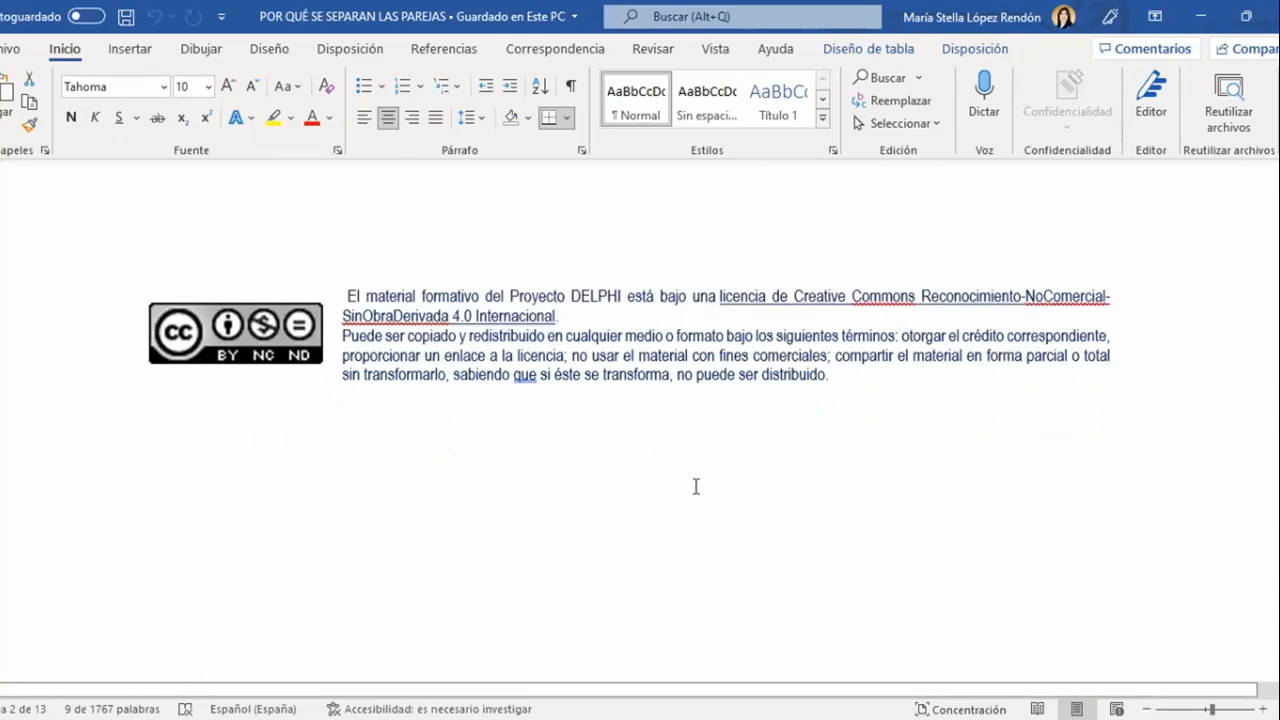 toguardado
POR QUÉ SE SEPARAN LAS PAREJAS • Guardado en Este PC
Buscar (Alt+Q)
María Stella López Rendón
Inicio
Insertar
Dibujar
Diseño
Disposición
Referencias
Correspondencia
Revisar
Vista
Ayuda
Diseño de tabla
Disposición
Comentarios
Compar
Tahoma
10
Aa
N K S ab x₂ x² A A
Fuente
Párrafo
AaBbCcDc
Normal
AaBbCcDc
Sin espaci...
AaBbCc
Título 1
Estilos
Buscar
Reemplazar
Seleccionar
Edición
Dictar
Voz
Confidencialidad
Confidencialidad
Editor
Editor
Reutilizar
archivos
Reutilizar archivos
El material formativo del Proyecto DELPHI está bajo una licencia de Creative Commons Reconocimiento-NoComercial-
SinObraDerivada 4.0 Internacional.
Puede ser copiado y redistribuido en cualquier medio o formato bajo los siguientes términos: otorgar el crédito correspondiente,
proporcionar un enlace a la licencia; no usar el material con fines comerciales; compartir el material en forma parcial o total
sin transformarlo, sabiendo que si éste se transforma, no puede ser distribuido.
CC
BY NC ND
a 2 de 13
9 de 1767 palabras
Español (España)
Accesibilidad: es necesario investigar
Concentración